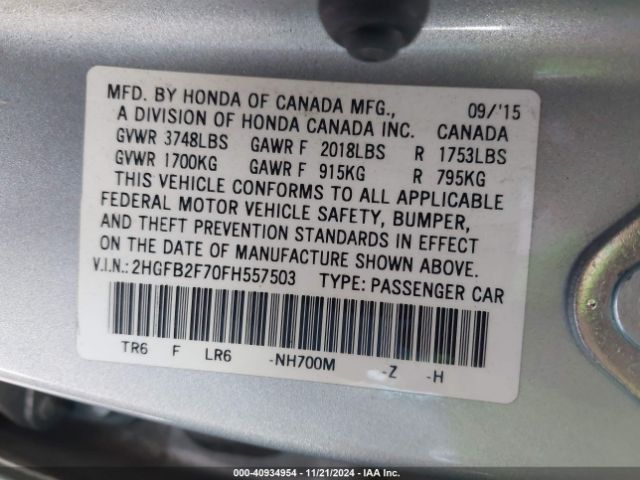 MFD. BY HONDA OF CANADA MFG., 09/'15
A DIVISION OF HONDA CANADA INC. CANADA
GVWR 3748LBS GAWR F 2018LBS R 1753LBS
GVWR 1700KG GAWR F 915KG R 795KG
THIS VEHICLE CONFORMS TO ALL APPLICABLE
FEDERAL MOTOR VEHICLE SAFETY, BUMPER,
AND THEFT PREVENTION STANDARDS IN EFFECT
ON THE DATE OF MANUFACTURE SHOWN ABOVE.
V.I.N.: 2HGFB2F70FH557503 TYPE: PASSENGER CAR
TR6 F LR6 -NH700M -Z -H
000-40934954 - 11/21/2024 - IAA Inc.